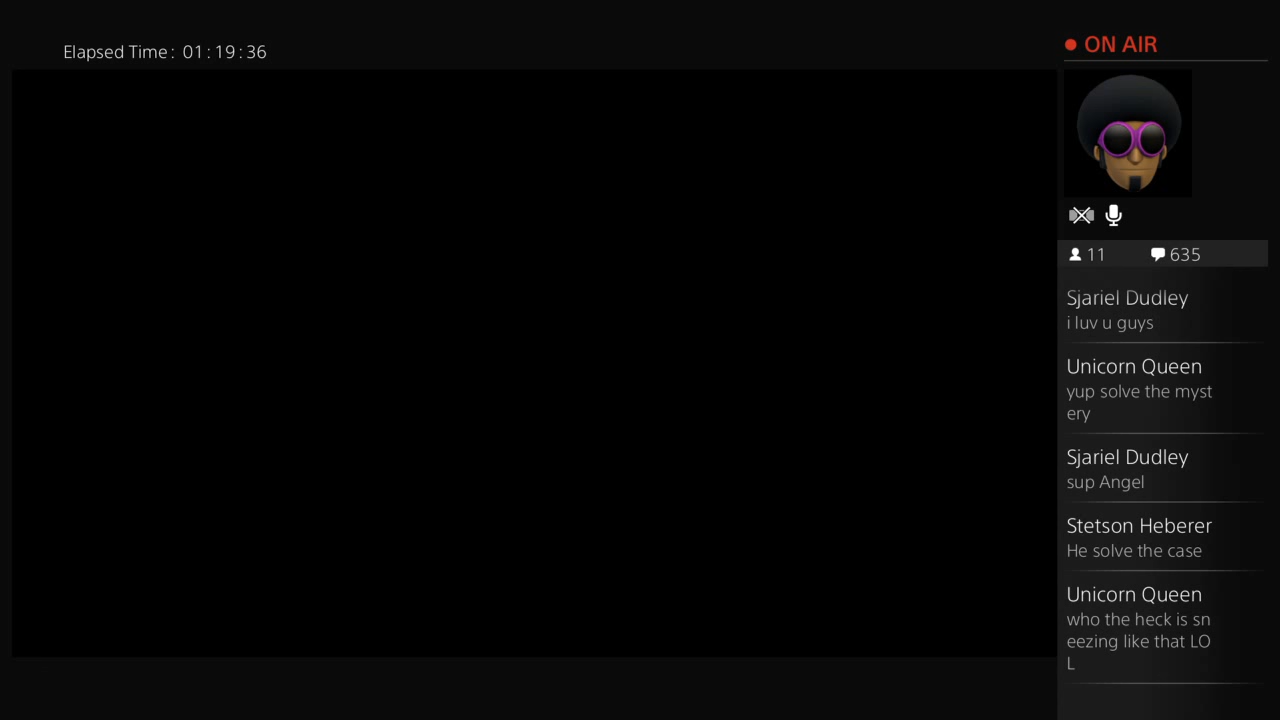 Elapsed Time: 01:19:36
ON AIR
11 635
Sjariel Dudley
i luv u guys
Unicorn Queen
yup solve the myst
ery
Sjariel Dudley
sup Angel
Stetson Heberer
He solve the case
Unicorn Queen
who the heck is sn
eezing like that LO
L